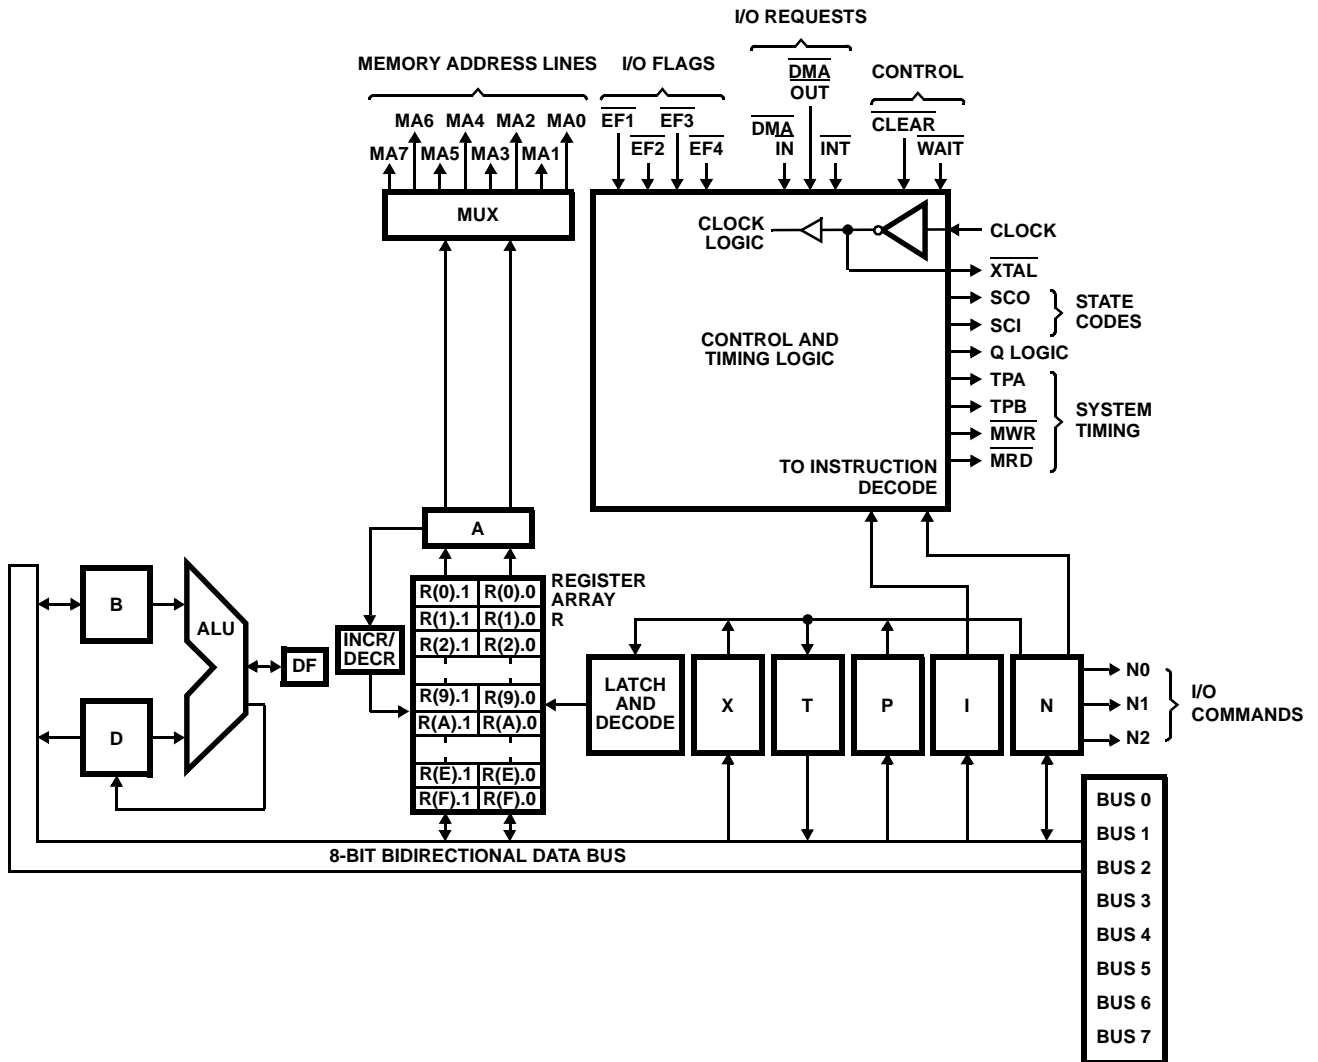 I/O REQUESTS
MEMORY ADDRESS LINES
I/O FLAGS
DMA
OUT
CONTROL
MA6 MA4 MA2 MA0
EF1 EF3
DMA
IN
CLEAR
MA7 MA5 MA3 MA1
EF2 EF4
INT
WAIT
MUX
CLOCK
LOGIC
CLOCK
XTAL
SCO
SCI
STATE
CODES
CONTROL AND
TIMING LOGIC
Q LOGIC
TPA
TPB
MWR
MRD
SYSTEM
TIMING
TO INSTRUCTION
DECODE
A
B
ALU
DF
D
INCR/
DECR
REGISTER
ARRAY
R
R(0).1 R(0).0
R(1).1 R(1).0
R(2).1 R(2).0
R(9).1 R(9).0
R(A).1 R(A).0
R(E).1 R(E).0
R(F).1 R(F).0
LATCH
AND
DECODE
X
T
P
I
N
N0
N1
N2
I/O
COMMANDS
8-BIT BIDIRECTIONAL DATA BUS
BUS 0
BUS 1
BUS 2
BUS 3
BUS 4
BUS 5
BUS 6
BUS 7